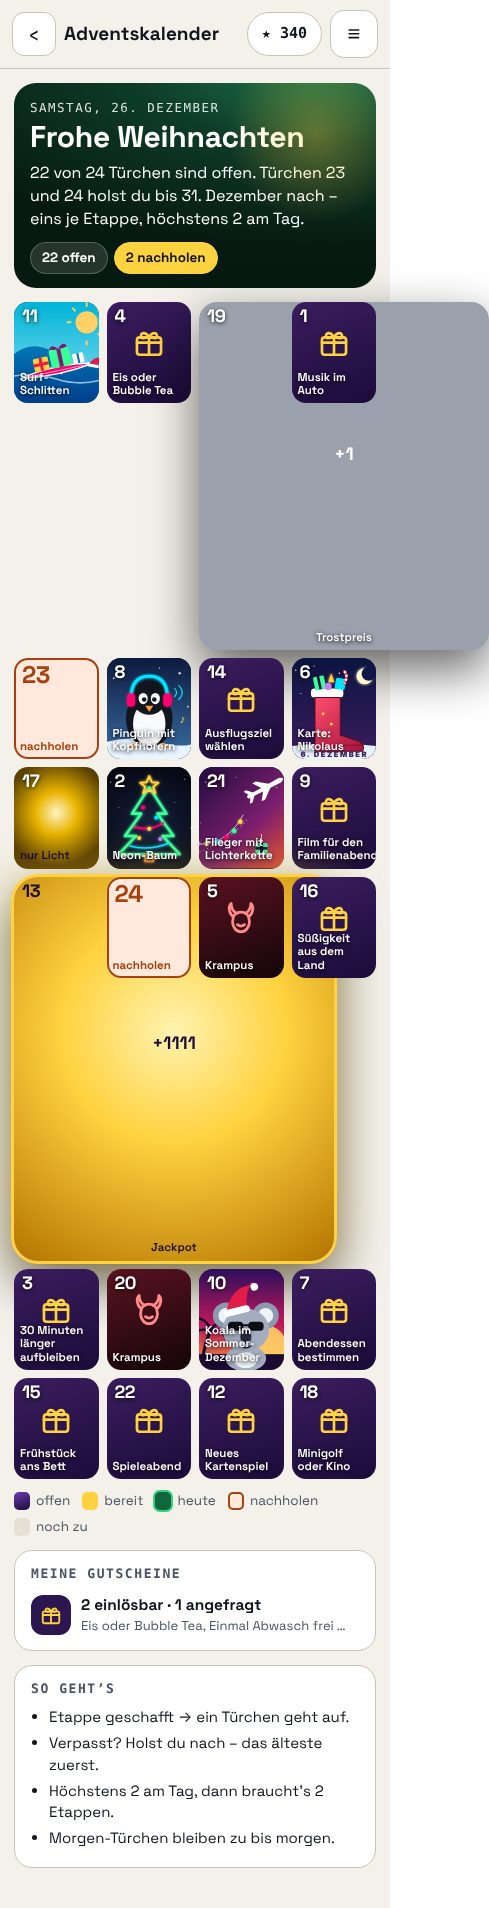 < Adventskalender ★ 340 ≡
SAMSTAG, 26. DEZEMBER
Frohe Weihnachten
22 von 24 Türchen sind offen. Türchen 23
und 24 holst du bis 31. Dezember nach –
eins je Etappe, höchstens 2 am Tag.
22 offen
2 nachholen
11
Surf-
Schlitten
4
Eis oder
Bubble Tea
19
+1
Trostpreis
1
Musik im
Auto
23
nachholen
8
Pinguin mit
Kopfhörern
14
Ausflugsziel
wählen
6
Karte:
Nikolaus
6. DEZEMBER
17
nur Licht
2
Neon-Baum
21
Flieger mit
Lichterkette
9
Film für den
Familienabend
13
+1111
Jackpot
24
nachholen
5
Krampus
16
Süßigkeit
aus dem
Land
3
30 Minuten
länger
aufbleiben
20
Krampus
10
Koala im
Sommer-
Dezember
7
Abendessen
bestimmen
15
Frühstück
ans Bett
22
Spieleabend
12
Neues
Kartenspiel
18
Minigolf
oder Kino
offen bereit heute nachholen
noch zu
MEINE GUTSCHEINE
2 einlösbar · 1 angefragt
Eis oder Bubble Tea, Einmal Abwasch frei …
SO GEHT’S
• Etappe geschafft → ein Türchen geht auf.
• Verpasst? Holst du nach – das älteste
zuerst.
• Höchstens 2 am Tag, dann braucht’s 2
Etappen.
• Morgen-Türchen bleiben zu bis morgen.